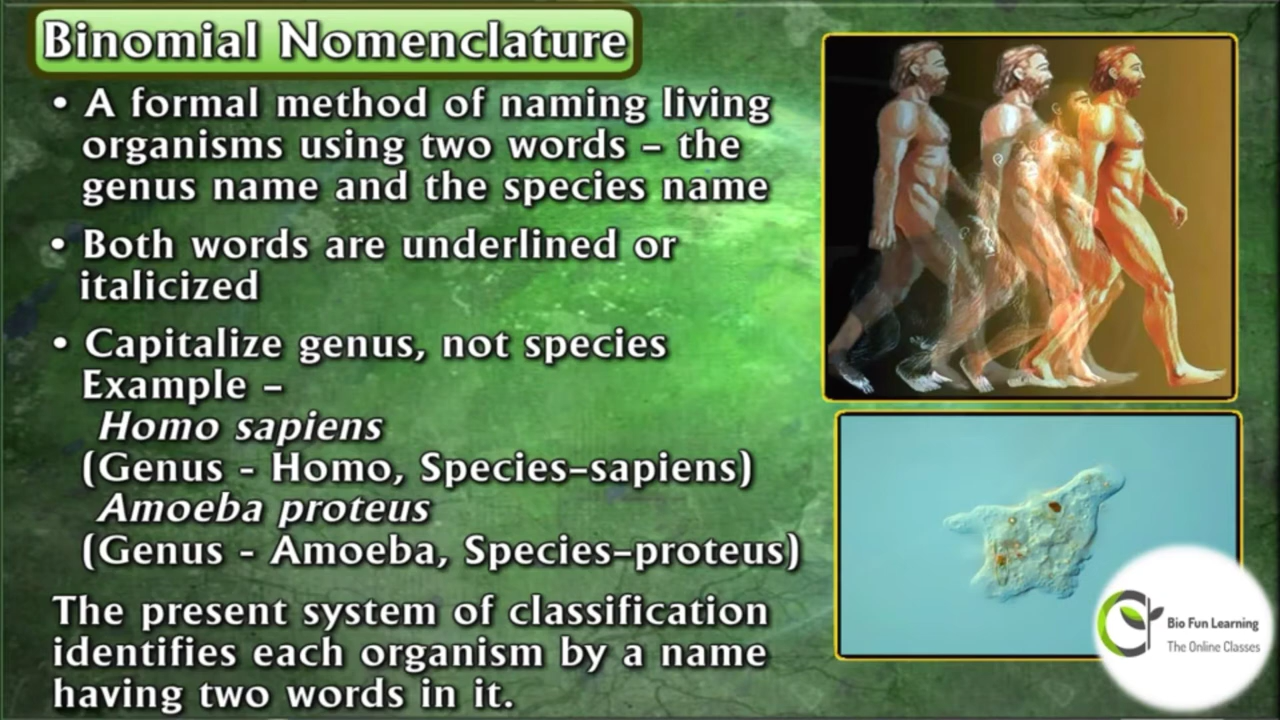 Binomial Nomenclature
• A formal method of naming living
organisms using two words – the
genus name and the species name
• Both words are underlined or
italicized
• Capitalize genus, not species
Example –
Homo sapiens
(Genus - Homo, Species–sapiens)
Amoeba proteus
(Genus - Amoeba, Species–proteus)
The present system of classification
identifies each organism by a name
having two words in it.
Bio Fun Learning
The Online Classes